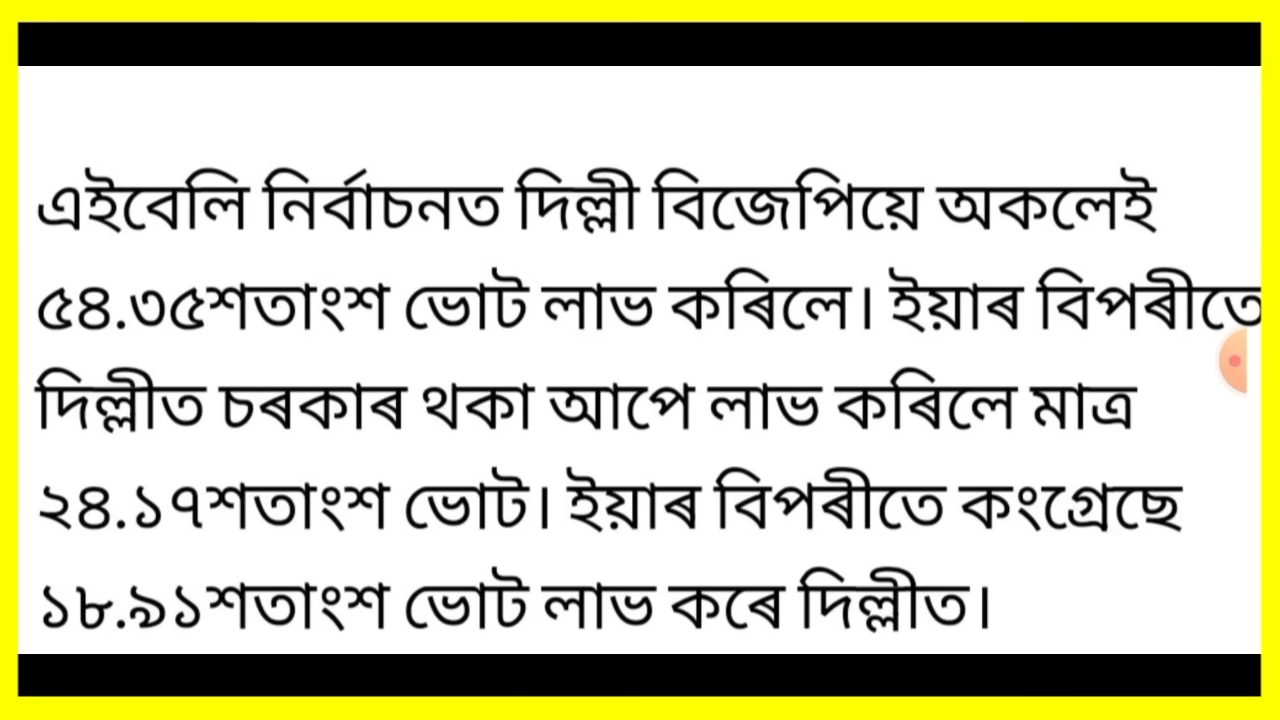 এইবেলি নিৰ্বাচনত দিল্লী বিজেপিয়ে অকলেই
৫৪.৩৫শতাংশ ভোট লাভ কৰিলে। ইয়াৰ বিপৰীতে
দিল্লীত চৰকাৰ থকা আপে লাভ কৰিলে মাত্ৰ
২৪.১৭শতাংশ ভোট। ইয়াৰ বিপৰীতে কংগ্ৰেছে
১৮.৯১শতাংশ ভোট লাভ কৰে দিল্লীত।